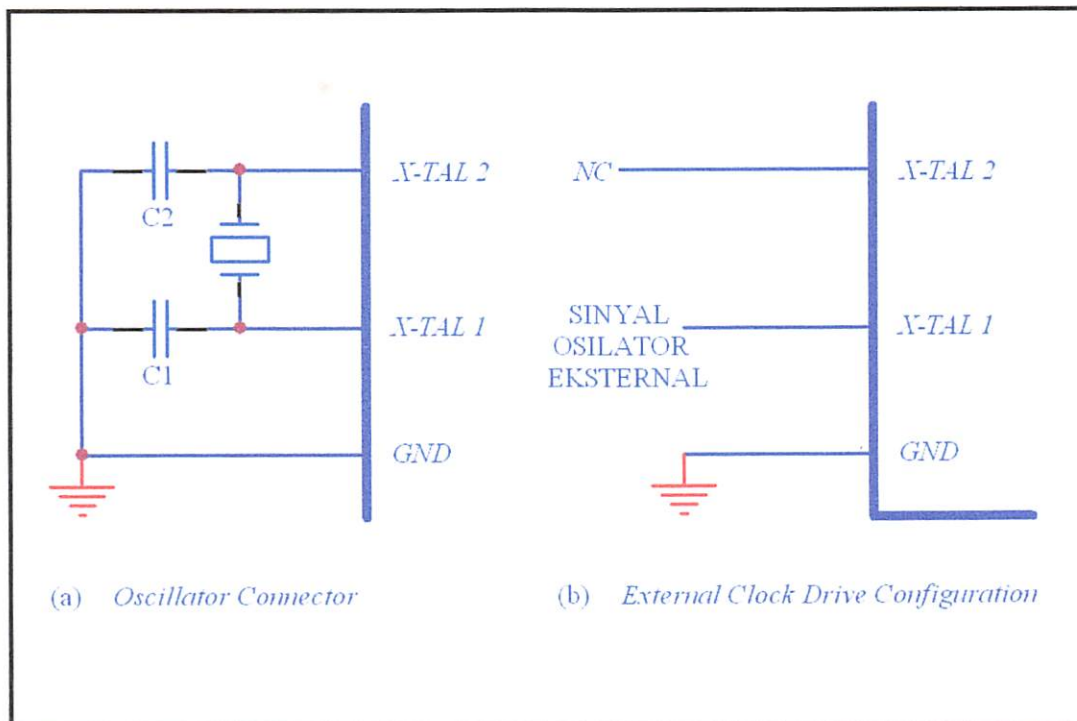 X-TAL 2
C2
X-TAL 1
C1
GND
(a) Oscillator Connector
NC
X-TAL 2
SINYAL
OSILATOR
EKSTERNAL
X-TAL 1
GND
(b) External Clock Drive Configuration